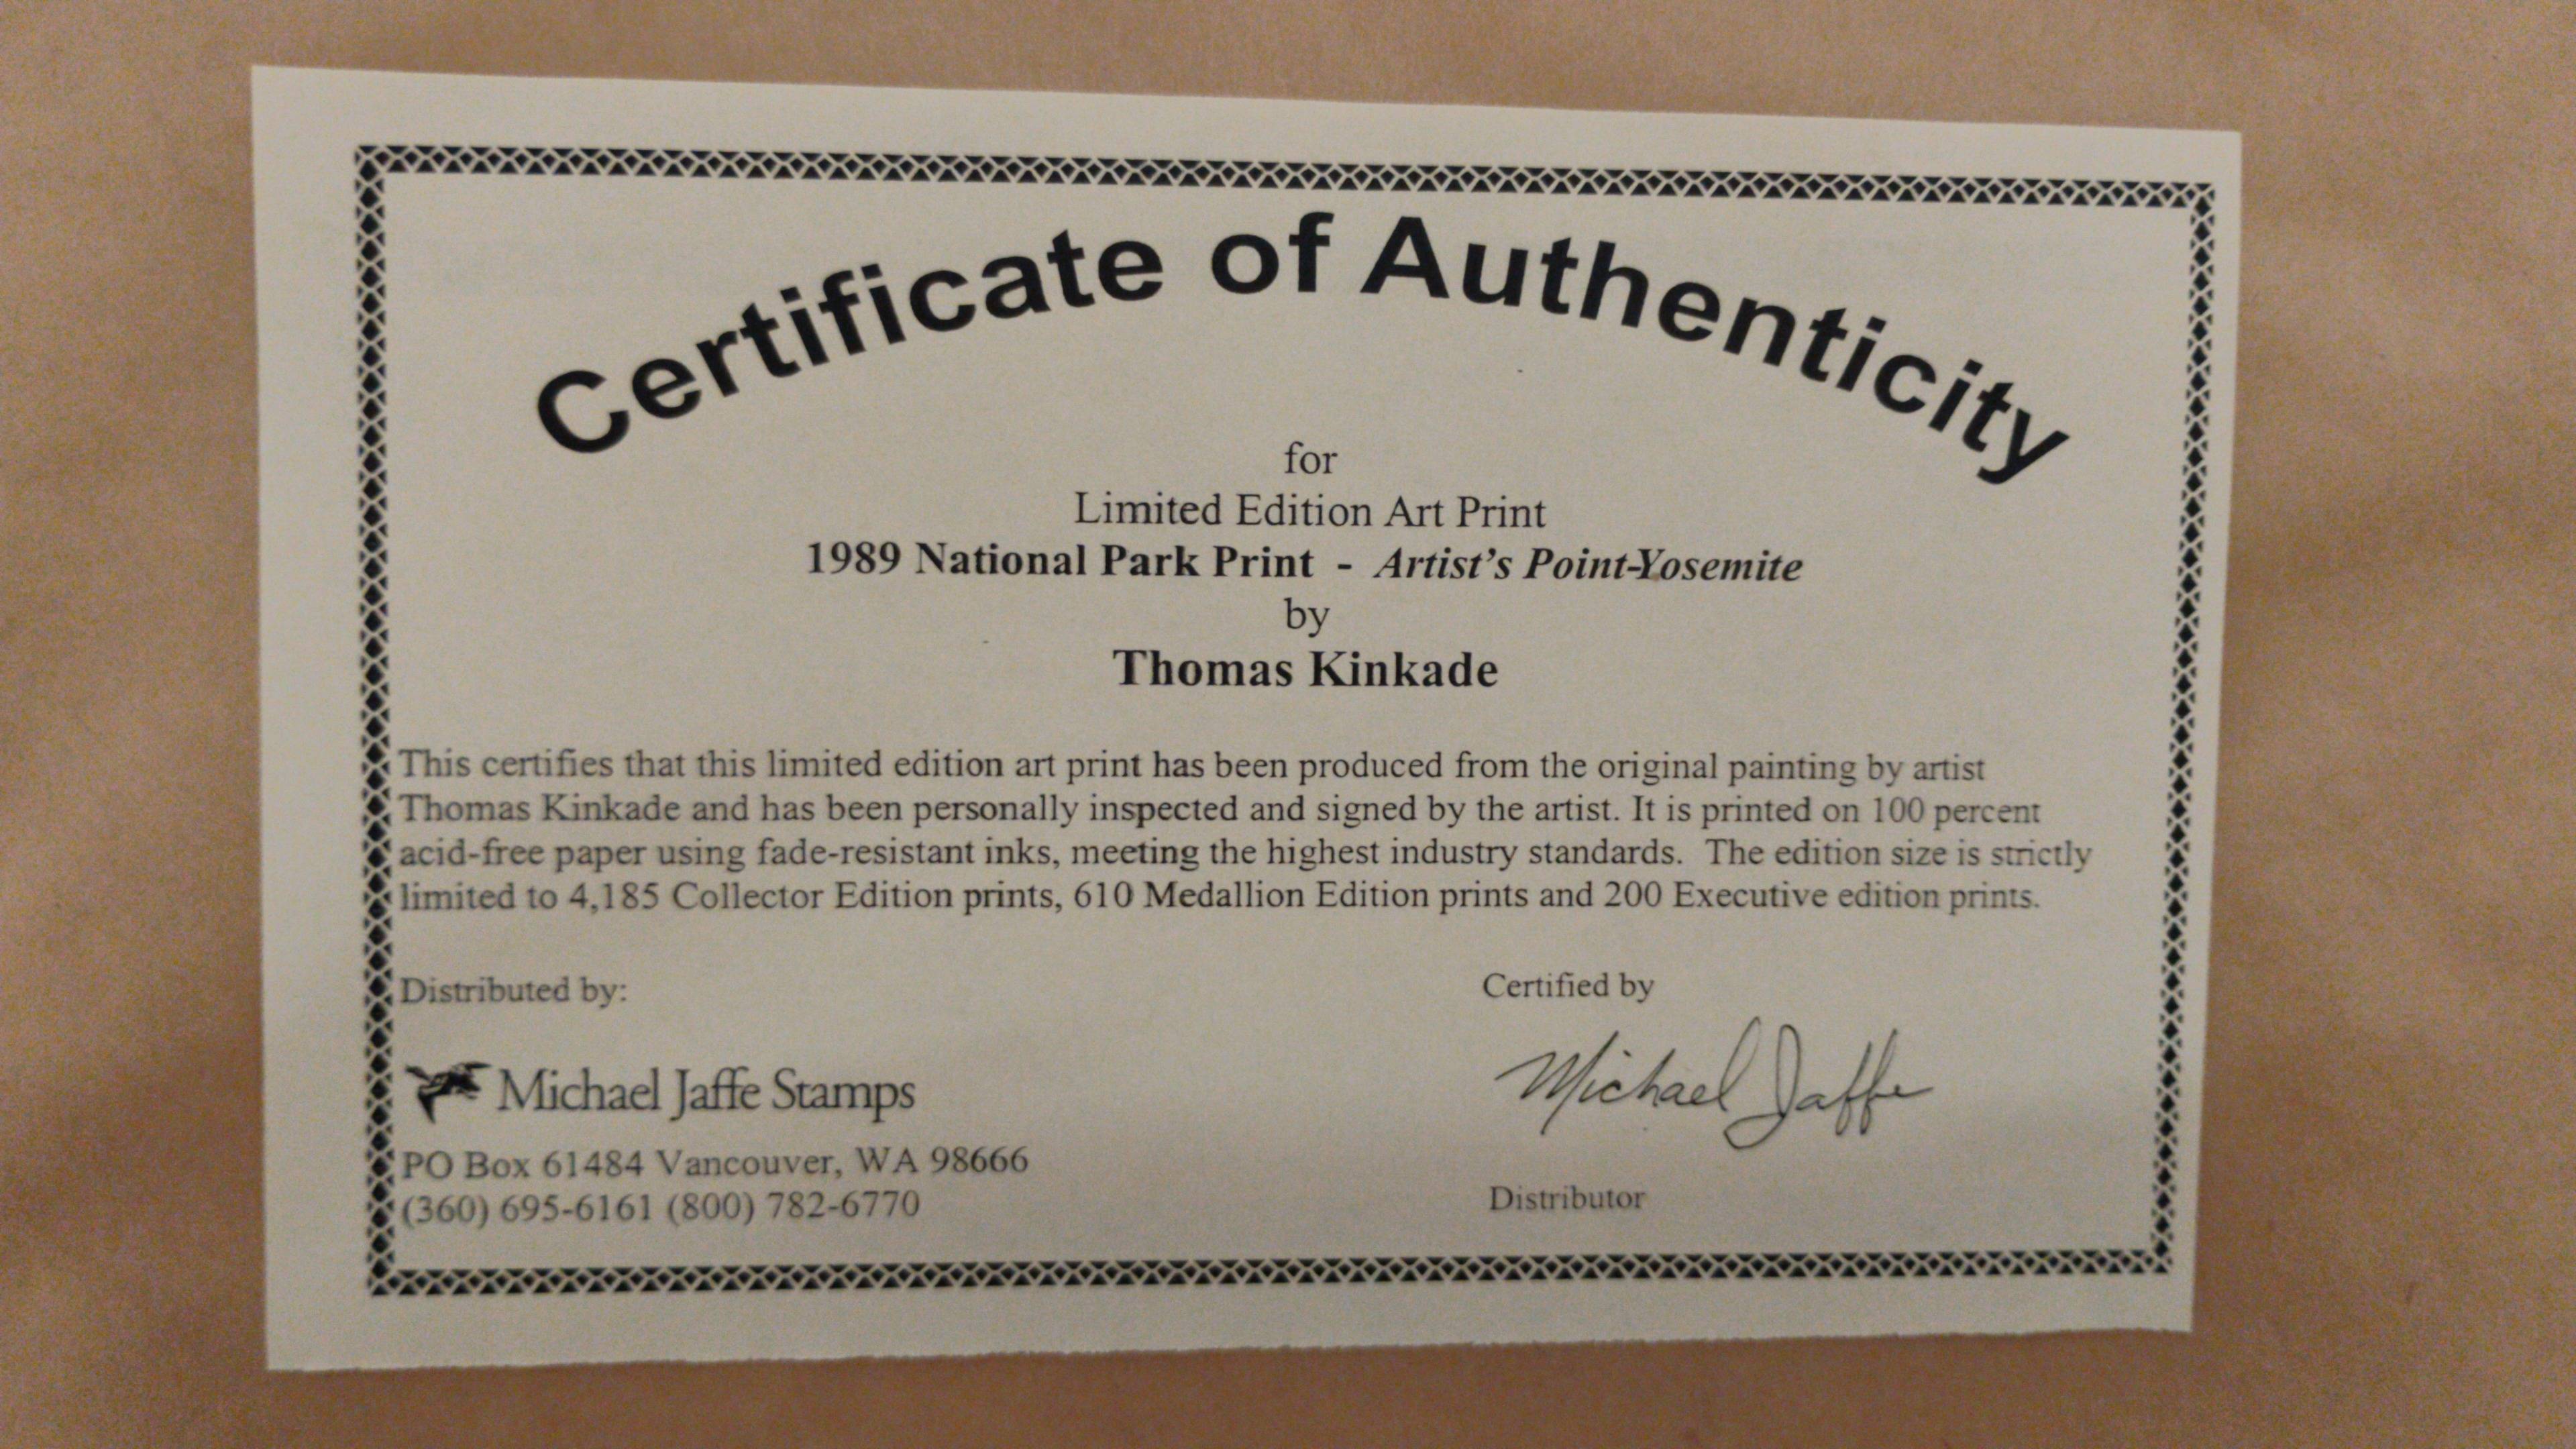 Certificate of Authenticity
for
Limited Edition Art Print
1989 National Park Print - Artist's Point-Yosemite
by
Thomas Kinkade
This certifies that this limited edition art print has been produced from the original painting by artist
Thomas Kinkade and has been personally inspected and signed by the artist. It is printed on 100 percent
acid-free paper using fade-resistant inks, meeting the highest industry standards. The edition size is strictly
limited to 4,185 Collector Edition prints, 610 Medallion Edition prints and 200 Executive edition prints.
Distributed by:
Michael Jaffe Stamps
PO Box 61484 Vancouver, WA 98666
(360) 695-6161 (800) 782-6770
Certified by
Michael Jaffe
Distributor